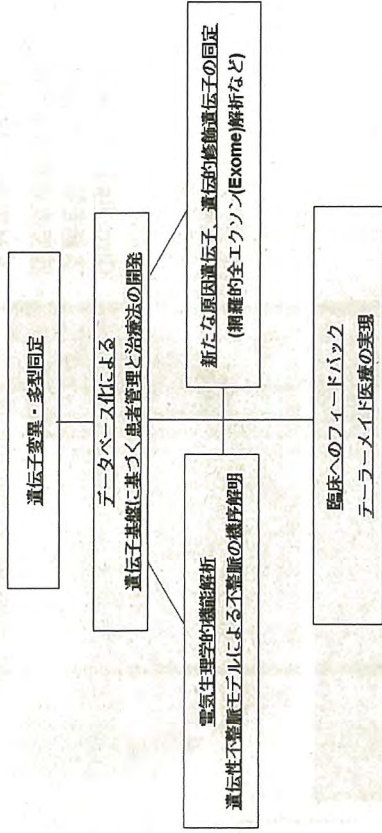 遺伝子変異・多型同定
データベース化による
遺伝子基盤に基づく患者管理と治療法の開発
電気生理学的機能解析
遺伝性不整脈モデルによる不整脈の機序解明
新たな原因遺伝子、遺伝的修飾遺伝子の同定
(網羅的全エクソン(Exome)解析など)
臨床へのフィードバック
テーラーメイド医療の実現